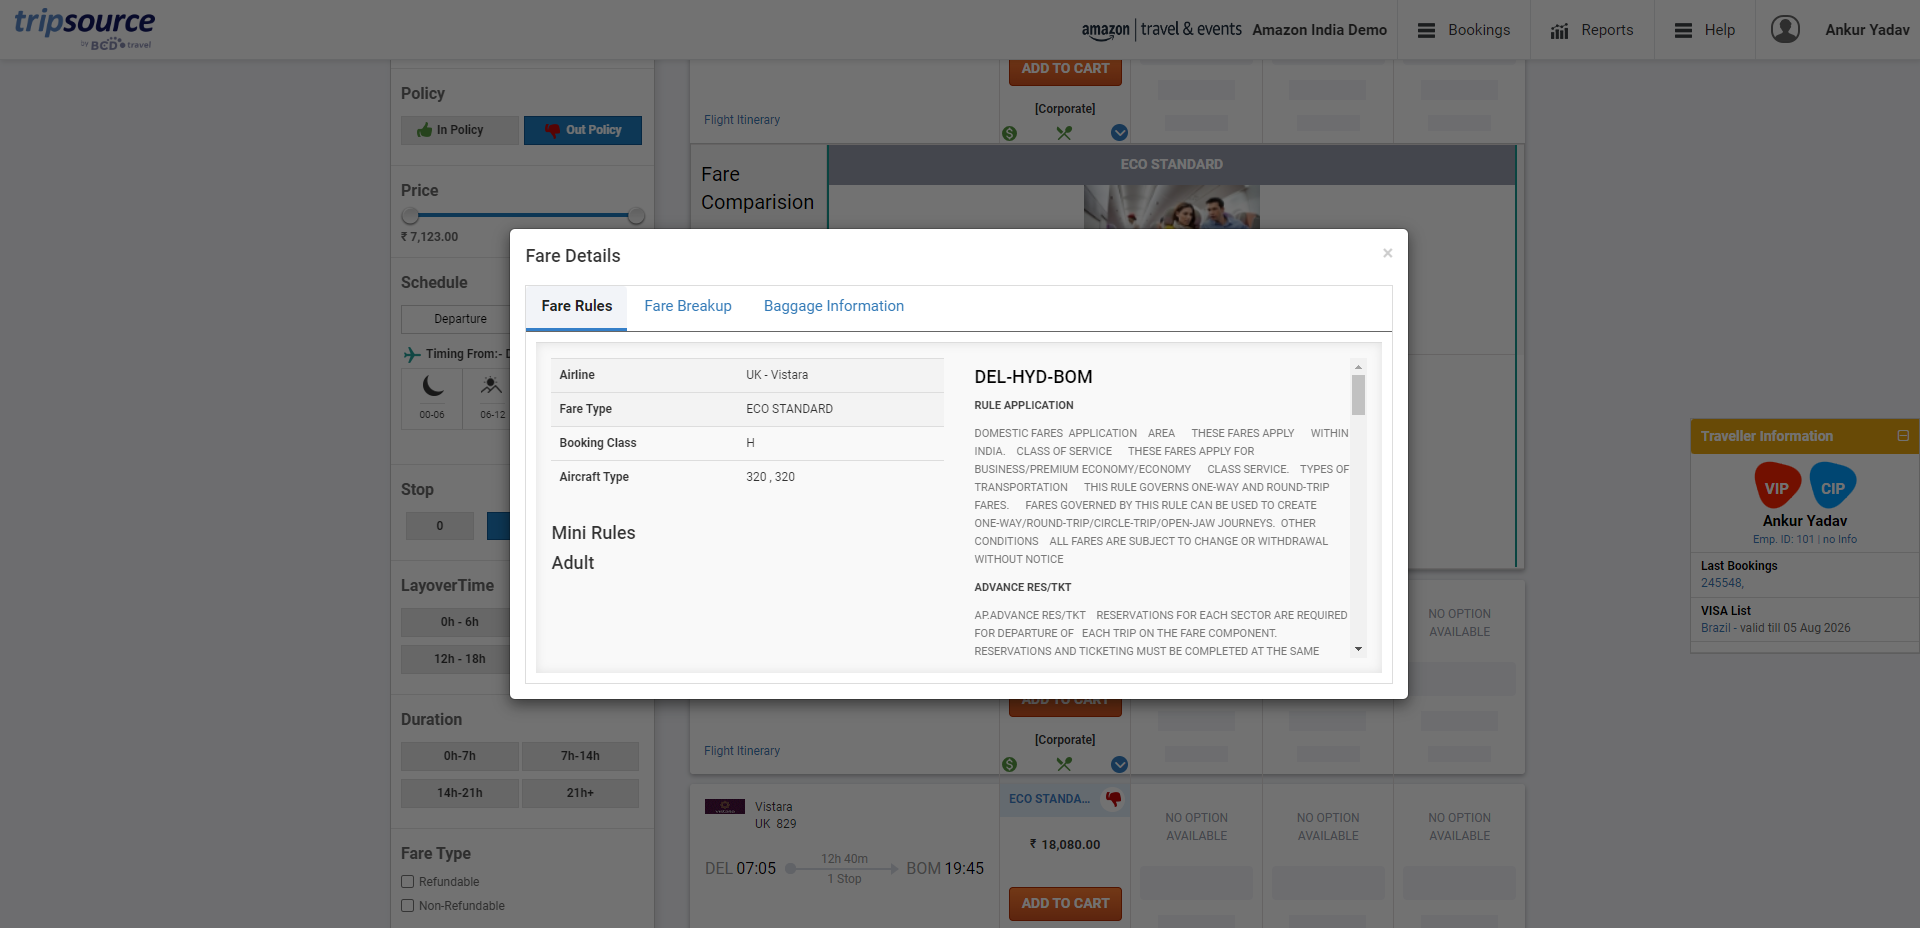 tripsource
by BCD travel
amazon travel & events
Amazon India Demo
Bookings
Reports
Help
Ankur Yadav
Policy
In Policy
Out Policy
Price
₹ 7,123.00
Schedule
Departure
Timing From:- D
00-06
06-12
Stop
0
LayoverTime
0h - 6h
12h - 18h
Duration
0h-7h
7h-14h
14h-21h
21h+
Fare Type
Refundable
Non-Refundable
ADD TO CART
[Corporate]
Flight Itinerary
Fare
Comparision
ECO STANDARD
Fare Details
×
Fare Rules
Fare Breakup
Baggage Information
Airline UK - Vistara
Fare Type ECO STANDARD
Booking Class H
Aircraft Type 320 , 320
Mini Rules
Adult
DEL-HYD-BOM
RULE APPLICATION
DOMESTIC FARES APPLICATION AREA THESE FARES APPLY WITHIN
INDIA. CLASS OF SERVICE THESE FARES APPLY FOR
BUSINESS/PREMIUM ECONOMY/ECONOMY CLASS SERVICE. TYPES OF
TRANSPORTATION THIS RULE GOVERNS ONE-WAY AND ROUND-TRIP
FARES. FARES GOVERNED BY THIS RULE CAN BE USED TO CREATE
ONE-WAY/ROUND-TRIP/CIRCLE-TRIP/OPEN-JAW JOURNEYS. OTHER
CONDITIONS ALL FARES ARE SUBJECT TO CHANGE OR WITHDRAWAL
WITHOUT NOTICE
ADVANCE RES/TKT
AP.ADVANCE RES/TKT RESERVATIONS FOR EACH SECTOR ARE REQUIRED
FOR DEPARTURE OF EACH TRIP ON THE FARE COMPONENT.
RESERVATIONS AND TICKETING MUST BE COMPLETED AT THE SAME
NO OPTION
AVAILABLE
ADD TO CART
[Corporate]
Flight Itinerary
Vistara
UK 829
DEL 07:05
12h 40m
1 Stop
BOM 19:45
ECO STANDA...
₹ 18,080.00
ADD TO CART
NO OPTION
AVAILABLE
NO OPTION
AVAILABLE
NO OPTION
AVAILABLE
Traveller Information
VIP
CIP
Ankur Yadav
Emp. ID: 101 | no Info
Last Bookings
245548,
VISA List
Brazil - valid till 05 Aug 2026